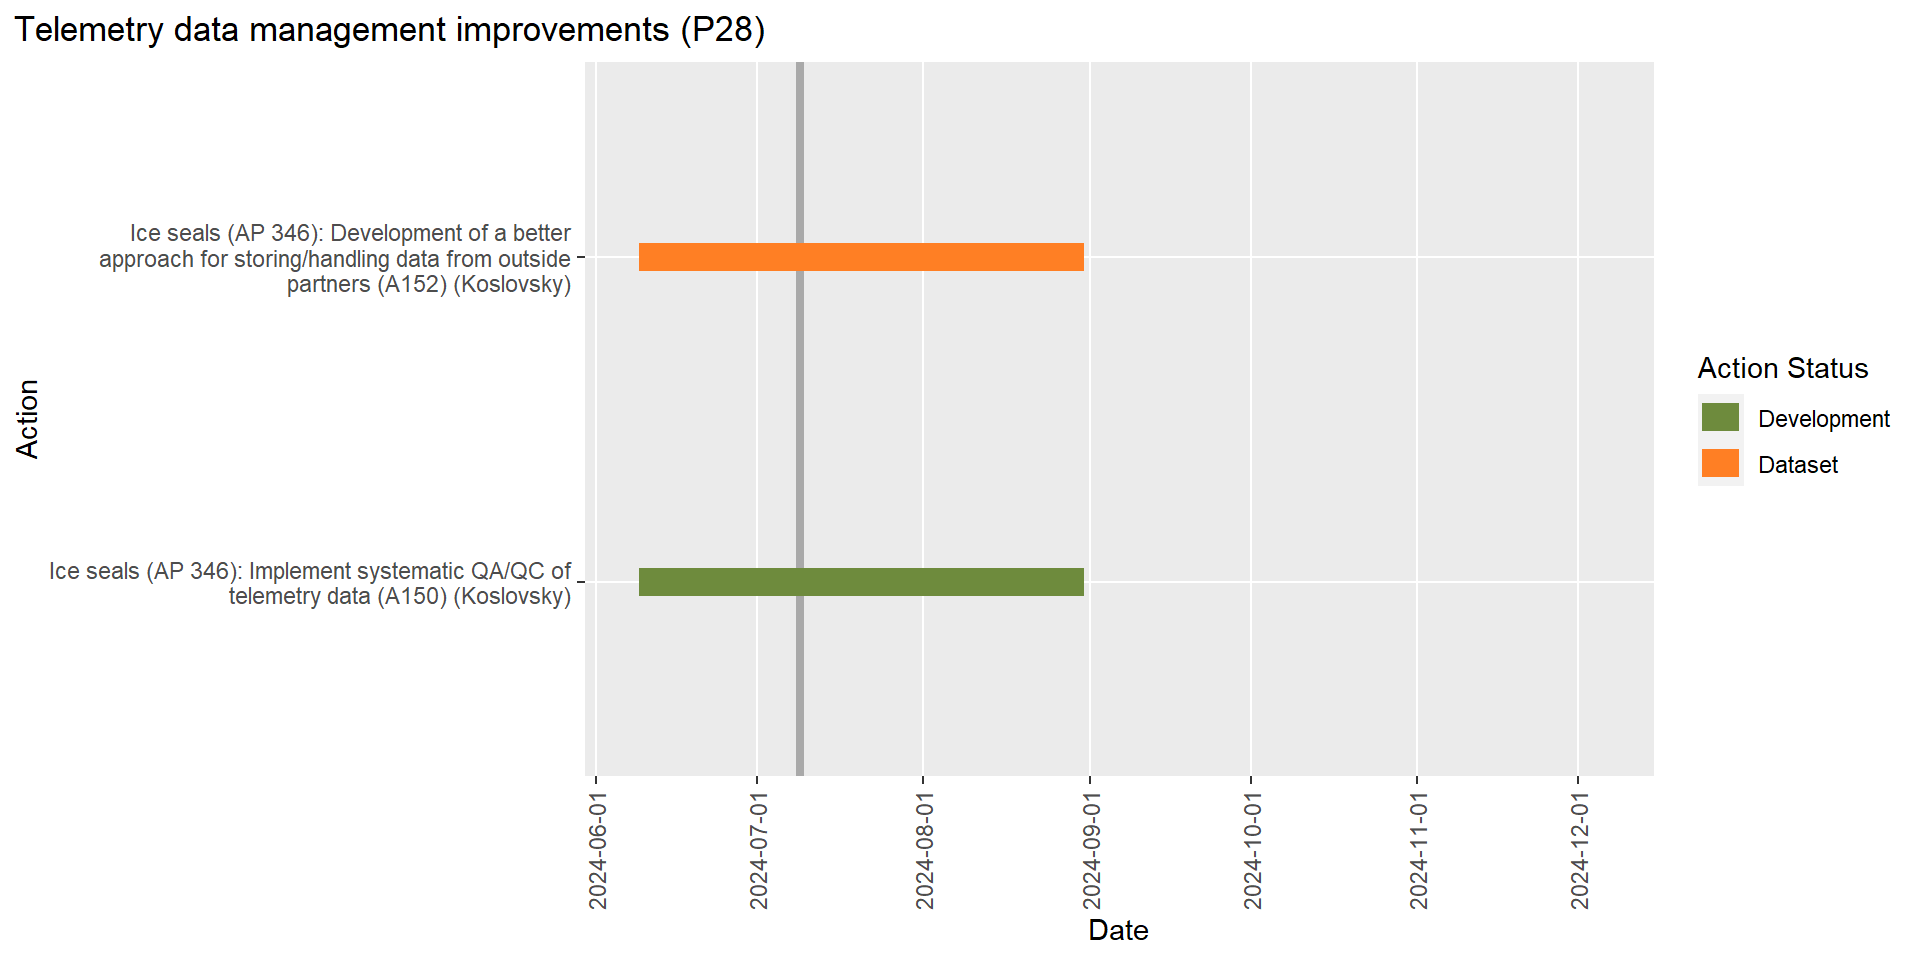 Telemetry data management improvements (P28)
Ice seals (AP 346): Development of a better
approach for storing/handling data from outside
partners (A152) (Koslovsky)
Ice seals (AP 346): Implement systematic QA/QC of
telemetry data (A150) (Koslovsky)
Action
2024-06-01
2024-07-01
2024-08-01
2024-09-01
2024-10-01
2024-11-01
2024-12-01
Date
Action Status
Development
Dataset